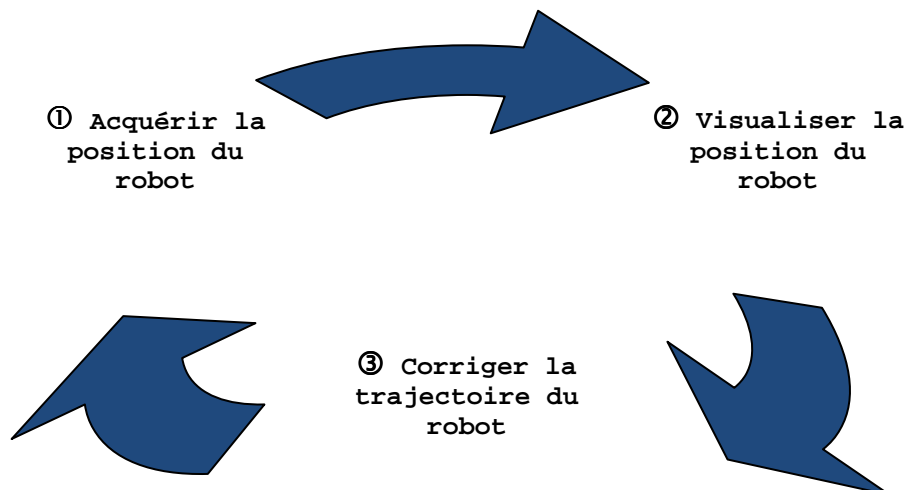 ① Acquérir la
position du
robot
② Visualiser la
position du
robot
③ Corriger la
trajectoire du
robot